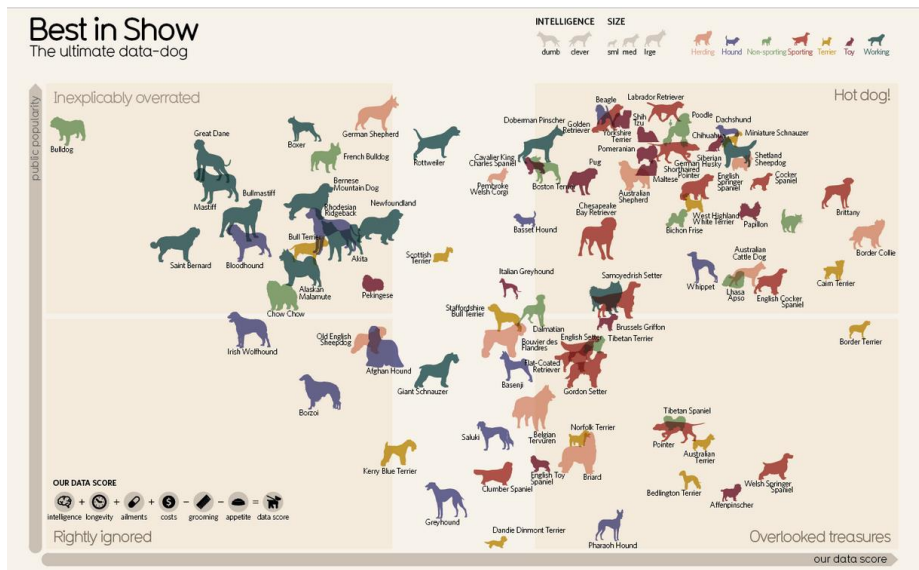 Best in Show
The ultimate data-dog
INTELLIGENCE
dumb
clever
SIZE
sml
med
lrge
Herding
Hound
Non-sporting
Sporting
Terrier
Toy
Working
public popularity
Inexplicably overrated
Hot dog!
Bulldog
Great Dane
Boxer
German Shepherd
French Bulldog
Rottweiler
Mastiff
Bullmastiff
Bernese
Mountain Dog
Rhodesian
Ridgeback
Newfoundland
Saint Bernard
Bloodhound
Bull Terrier
Akita
Alaskan
Malamute
Pekingese
Chow Chow
Scottish
Terrier
Doberman Pinscher
Golden
Retriever
Beagle
Labrador Retriever
Yorkshire
Terrier
Shih
Tzu
Poodle
Chihuahua
Dachshund
Miniature Schnauzer
Cavalier King
Charles Spaniel
Pembroke
Welsh Corgi
Boston Terrier
Pug
Pomeranian
Maltese
German
Shorthaired
Pointer
Siberian
Husky
Shetland
Sheepdog
Australian
Shepherd
English
Springer
Spaniel
Cocker
Spaniel
Brittany
Basset Hound
Chesapeake
Bay Retriever
Bichon Frise
West Highland
White Terrier
Papillon
Border Collie
Italian Greyhound
Samoyed
Irish Setter
Whippet
Australian
Cattle Dog
Lhasa
Apso
English Cocker
Spaniel
Cairn Terrier
Irish Wolfhound
Old English
Sheepdog
Afghan Hound
Giant Schnauzer
Borzoi
Kerry Blue Terrier
Staffordshire
Bull Terrier
Dalmatian
Bouvier des
Flandres
Brussels Griffon
English Setter
Tibetan Terrier
Flat-Coated
Retriever
Basenji
Gordon Setter
Border Terrier
Saluki
Belgian
Tervuren
Norfolk Terrier
Briard
Tibetan Spaniel
Pointer
Australian
Terrier
Clumber Spaniel
English Toy
Spaniel
Bedlington Terrier
Affenpinscher
Welsh Springer
Spaniel
Greyhound
Dandie Dinmont Terrier
Pharaoh Hound
OUR DATA SCORE
intelligence + longevity + ailments + costs – grooming – appetite = data score
$
Rightly ignored
Overlooked treasures
our data score